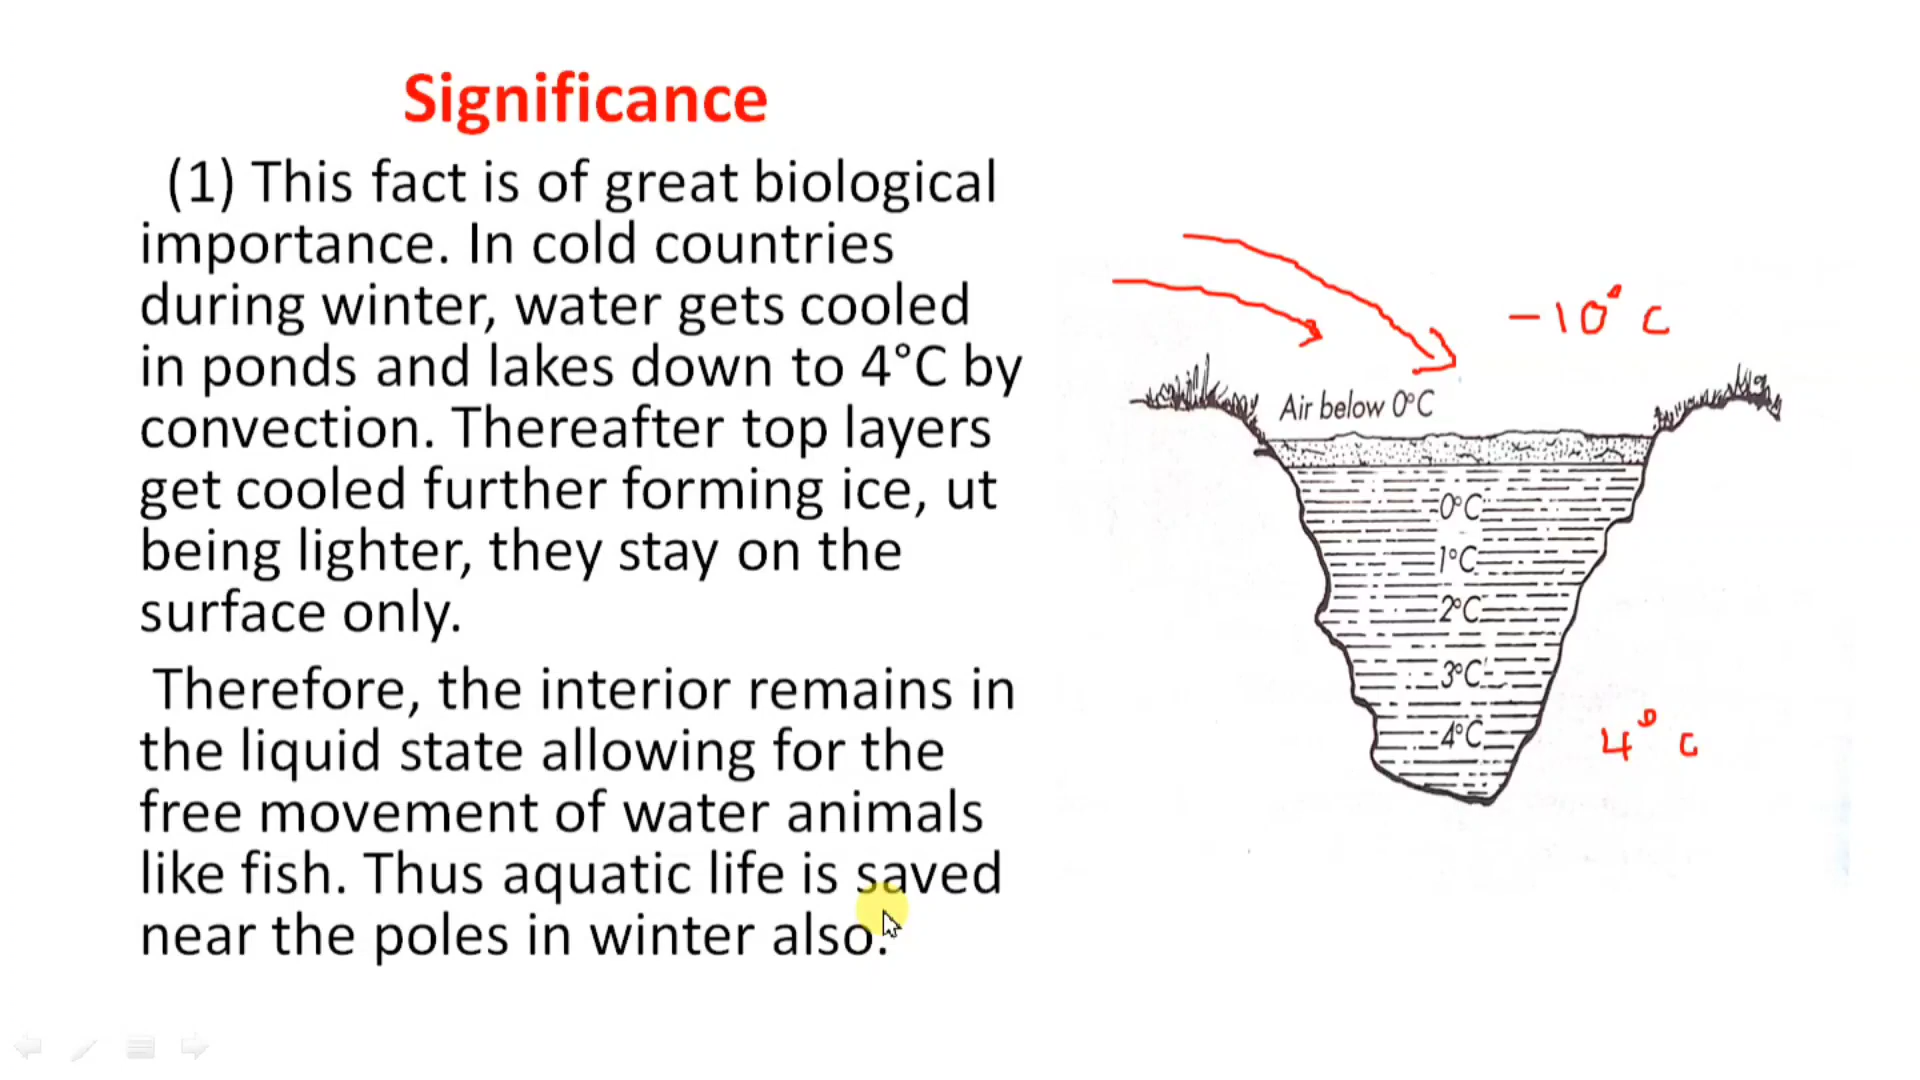 Significance
(1) This fact is of great biological
importance. In cold countries
during winter, water gets cooled
in ponds and lakes down to 4°C by
convection. Thereafter top layers
get cooled further forming ice, ut
being lighter, they stay on the
surface only.
Therefore, the interior remains in
the liquid state allowing for the
free movement of water animals
like fish. Thus aquatic life is saved
near the poles in winter also.
-10°C
Air below 0°C
0°C
1°C
2°C
3°C
4°C
4°C